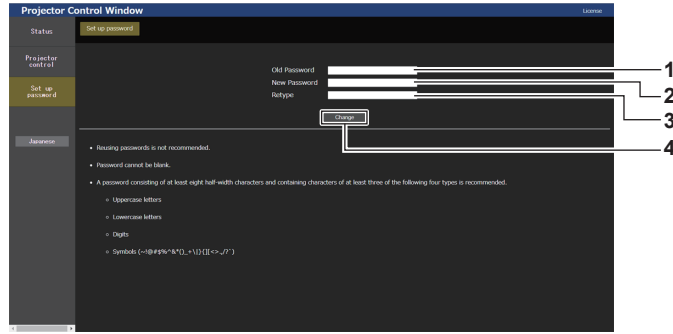 Projector Control Window
License
Status
Set up password
Projector
control
Set up
password
Japanese
Old Password
1
New Password
2
Retype
3
Change
4
• Reusing passwords is not recommended.
• Password cannot be blank.
• A password consisting of at least eight half-width characters and containing characters of at least three of the following four types is recommended.
○ Uppercase letters
○ Lowercase letters
○ Digits
○ Symbols (~!@#$%^&*()_+\|}{][<>.,/?`)